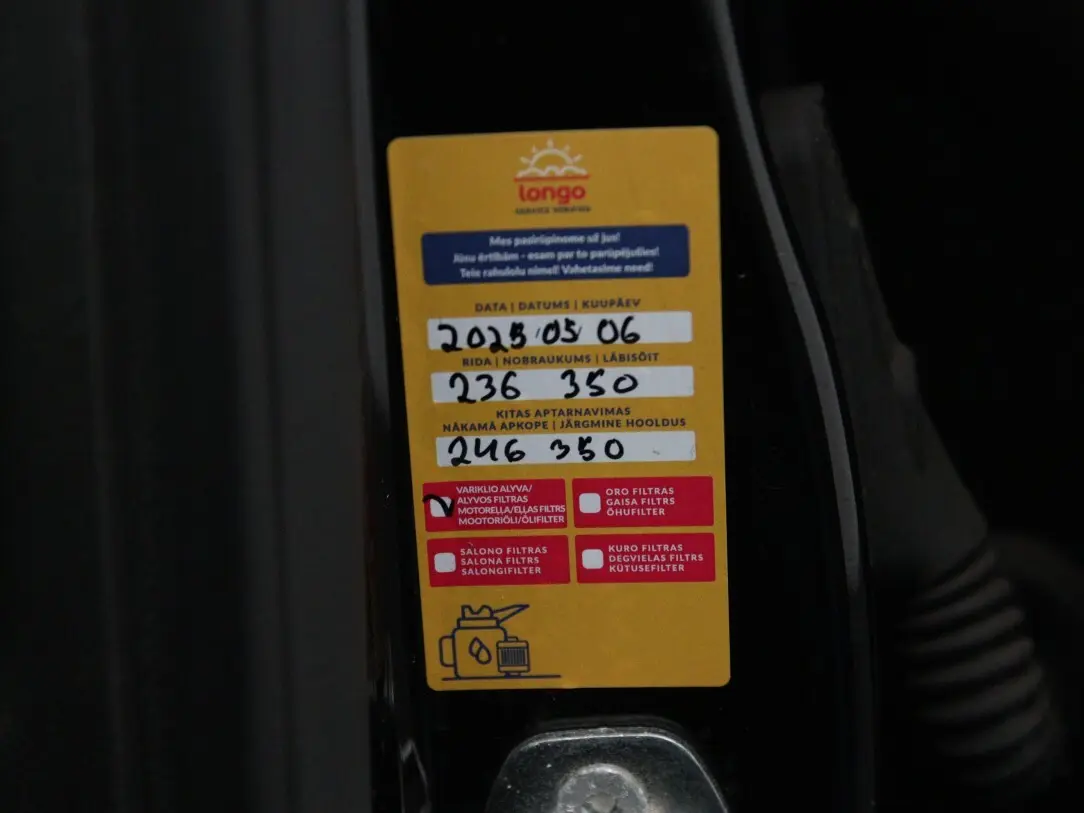 longo
Mes pasirūpinome už jus!
Jūsu ērtībām - esam par to parūpējušies!
Teie rahulolu nimel! Vahetasime need!
DATA | DATUMS | KUUPÄEV
2025 05 06
RIDA | NOBRAUKUMS | LÄBISÕIT
236 350
KITAS APTARNAVIMAS
NĀKAMĀ APKOPE | JÄRGMINE HOOLDUS
246 350
VARIKLIO ALYVA/
ALYVOS FILTRAS
MOTOREĻĻA/EĻĻAS FILTRS
MOOTORIÕLI/ÕLIFILTER
ORO FILTRAS
GAISA FILTRS
ÕHUFILTER
SALONO FILTRAS
SALONA FILTRS
SALONGIFILTER
KURO FILTRAS
DEGVIELAS FILTRS
KÜTUSEFILTER